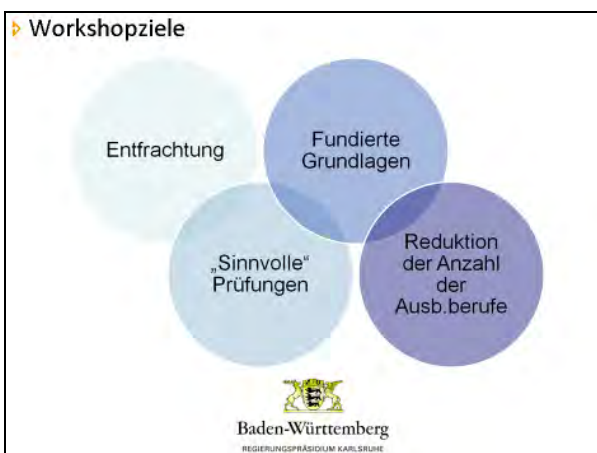 Workshopziele
Entfrachtung
Fundierte
Grundlagen
„Sinnvolle“
Prüfungen
Reduktion
der Anzahl
der
Ausb.berufe
Baden-Württemberg
REGIERUNGSPRÄSIDIUM KARLSRUHE